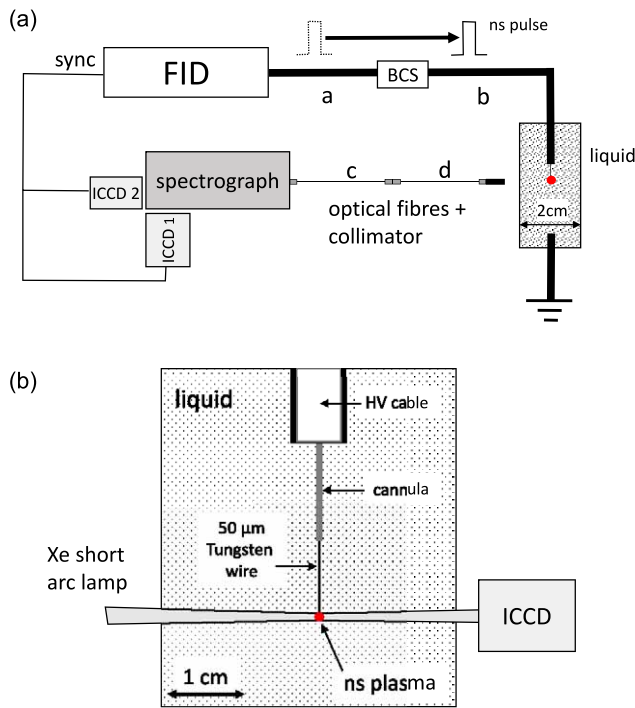 (a)
ns pulse
sync
FID
BCS
a
b
liquid
c
d
spectrograph
ICCD 2
ICCD 1
optical fibres +
collimator
2cm
(b)
liquid
HV cable
cannula
50 µm
Tungsten
wire
Xe short
arc lamp
ICCD
1 cm
ns plasma